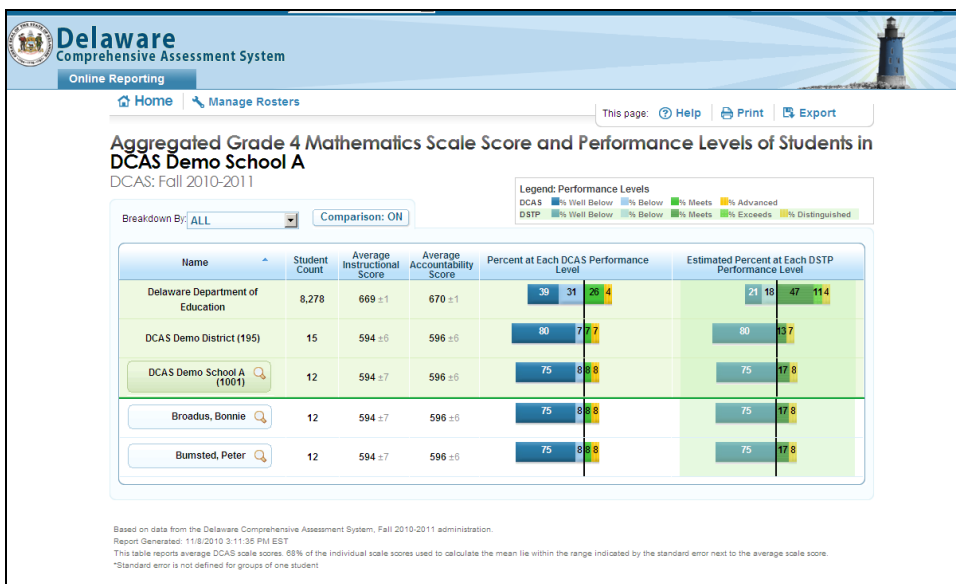 Delaware
Comprehensive Assessment System
Online Reporting
Home Manage Rosters
This page: Help Print Export
Aggregated Grade 4 Mathematics Scale Score and Performance Levels of Students in
DCAS Demo School A
DCAS: Fall 2010-2011
Legend: Performance Levels
DCAS % Well Below % Below % Meets % Advanced
DSTP % Well Below % Below % Meets % Exceeds % Distinguished
Breakdown By: ALL Comparison: ON
Name Student Count Average Instructional Score Average Accountability Score Percent at Each DCAS Performance Level Estimated Percent at Each DSTP Performance Level
Delaware Department of Education 8,278 669 ±1 670 ±1 39 31 26 4 21 18 47 11 4
DCAS Demo District (195) 15 594 ±6 596 ±6 80 7 7 7 80 13 7
DCAS Demo School A (1001) 12 594 ±7 596 ±6 75 8 8 8 75 17 8
Broadus, Bonnie 12 594 ±7 596 ±6 75 8 8 8 75 17 8
Bumsted, Peter 12 594 ±7 596 ±6 75 8 8 8 75 17 8
Based on data from the Delaware Comprehensive Assessment System, Fall 2010-2011 administration.
Report Generated: 11/8/2010 3:11:35 PM EST
This table reports average DCAS scale scores. 68% of the individual scale scores used to calculate the mean lie within the range indicated by the standard error next to the average scale score.
*Standard error is not defined for groups of one student